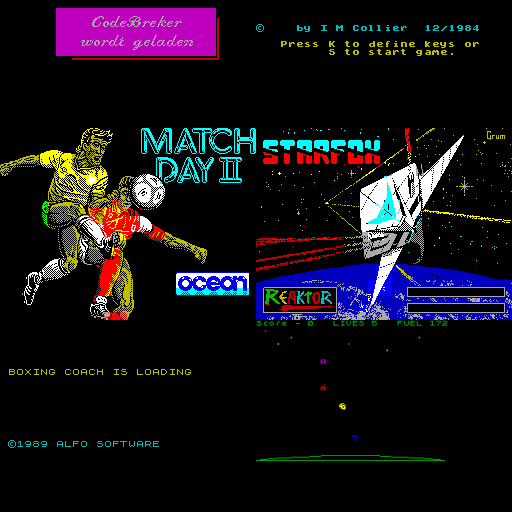 CodeBreker
wordt geladen
© by I M Collier 12/1984
Press K to define keys or
S to start game.
MATCH
DAY II
ocean
STARFOX
Grum
REAKTOR
Score - 0 LIVES 5 FUEL 172
BOXING COACH IS LOADING
©1989 ALFO SOFTWARE